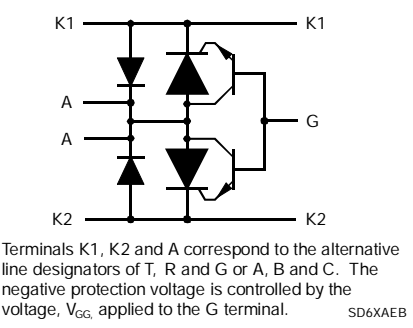 K1 K1
A
G
A
K2 K2
Terminals K1, K2 and A correspond to the alternative
line designators of T, R and G or A, B and C. The
negative protection voltage is controlled by the
voltage, VGG, applied to the G terminal.
SD6XAEB